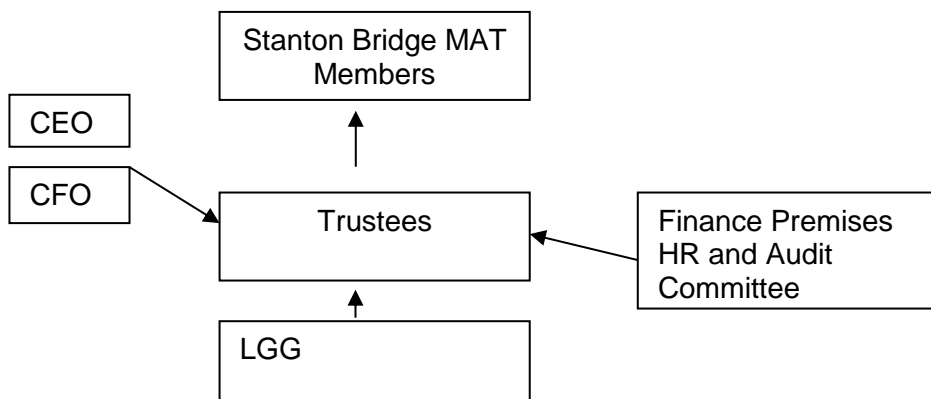 Stanton Bridge MAT
Members
CEO
CFO
Trustees
Finance Premises
HR and Audit
Committee
LGG